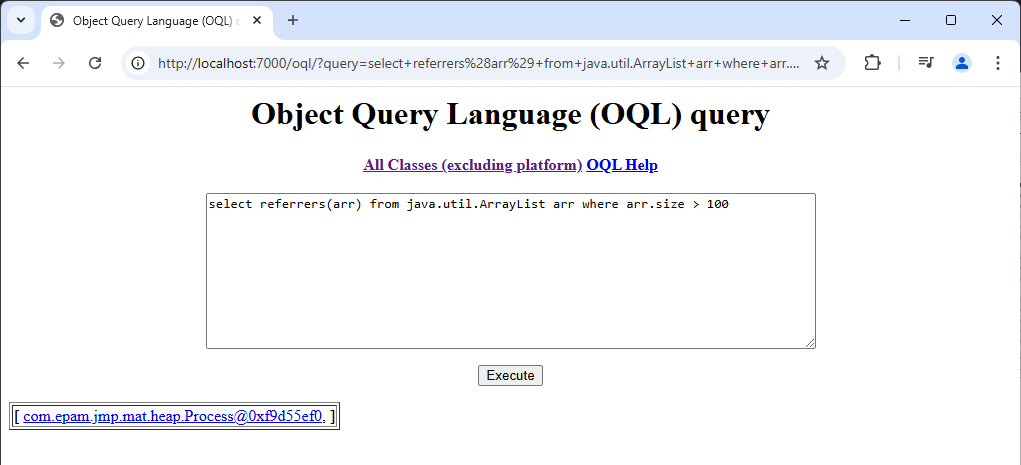 Object Query Language (OQL)
http://localhost:7000/oql/?query=select+referrers%28arr%29+from+java.util.ArrayList+arr+where+arr....
Object Query Language (OQL) query
All Classes (excluding platform) OQL Help
select referrers(arr) from java.util.ArrayList arr where arr.size > 100
Execute
[ com.epam.jmp.mat.heap.Process@0xf9d55ef0, ]